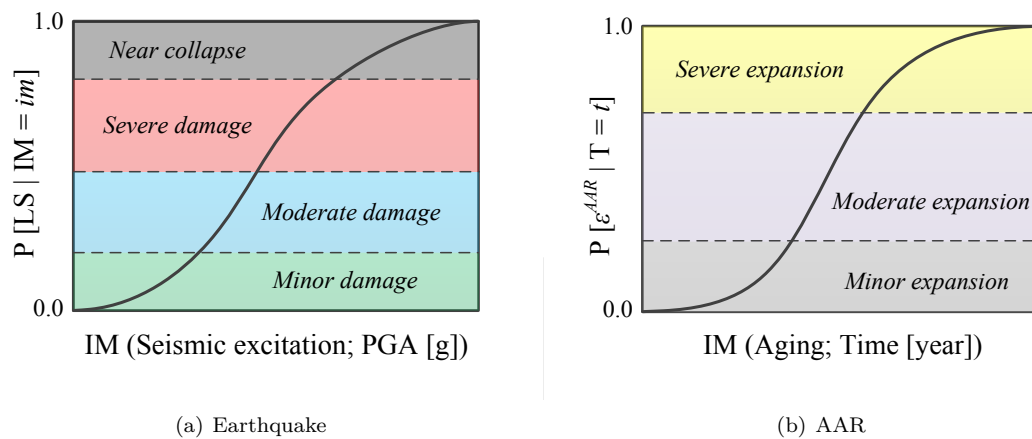 1.0
Near collapse
Severe damage
Moderate damage
Minor damage
0.0
P [LS | IM = im]
IM (Seismic excitation; PGA [g])
(a) Earthquake
1.0
Severe expansion
Moderate expansion
Minor expansion
0.0
P [ε^AAR | T = t]
IM (Aging; Time [year])
(b) AAR